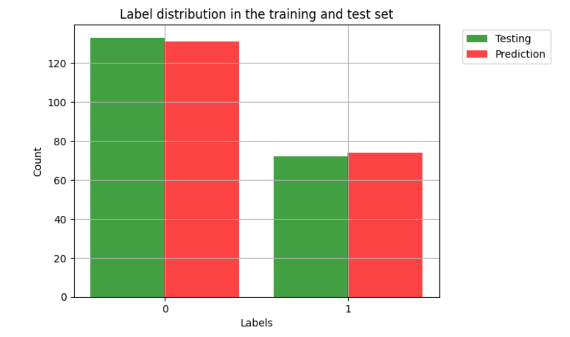 Label distribution in the training and test set
Testing
Prediction
120
100
80
60
40
20
0
Count
0
1
Labels